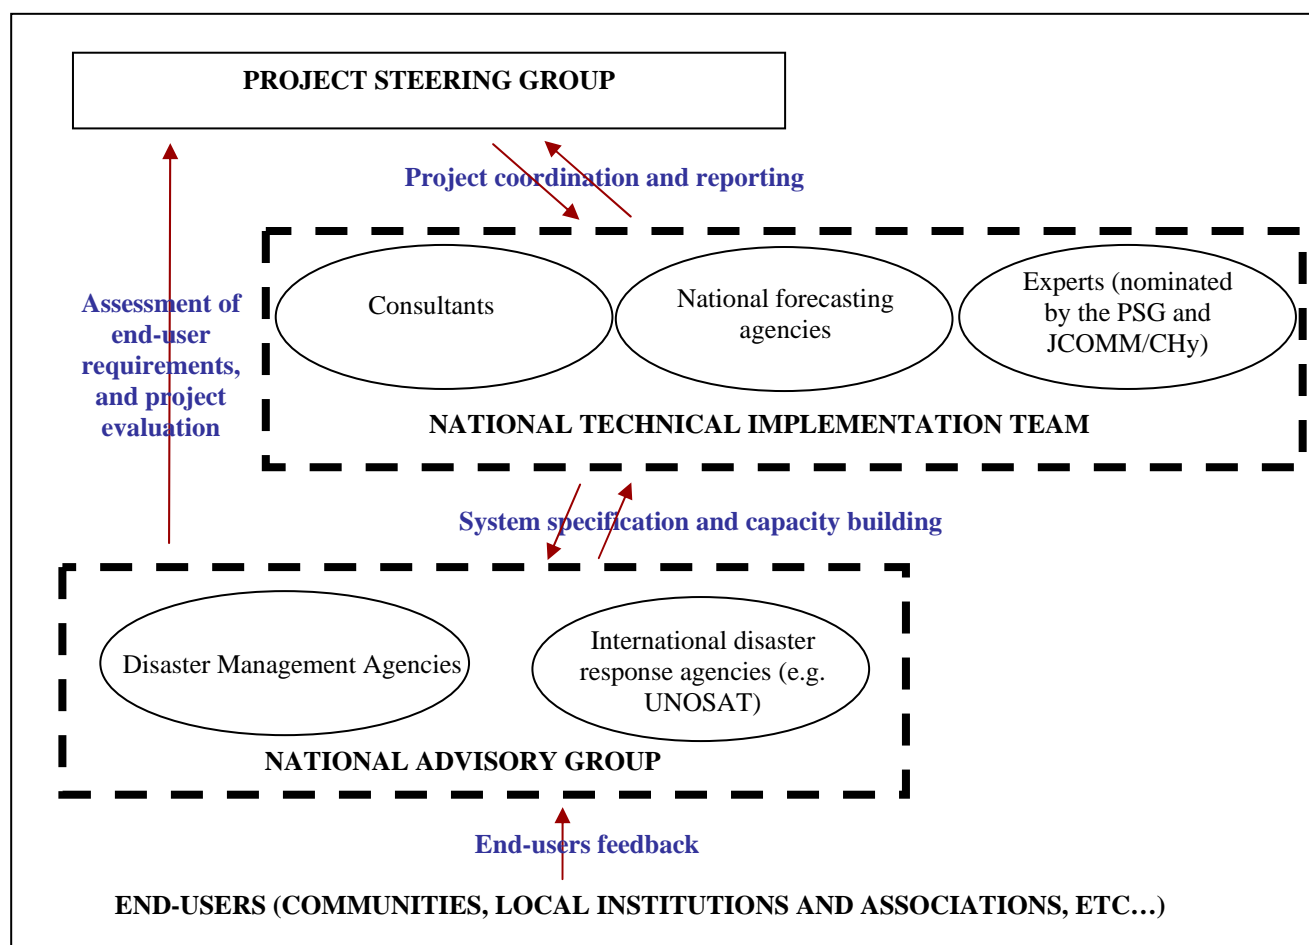 PROJECT STEERING GROUP
Project coordination and reporting
Assessment of
end-user
requirements,
and project
evaluation
Consultants
National forecasting
agencies
Experts (nominated
by the PSG and
JCOMM/CHy)
NATIONAL TECHNICAL IMPLEMENTATION TEAM
System specification and capacity building
Disaster Management Agencies
International disaster
response agencies (e.g.
UNOSAT)
NATIONAL ADVISORY GROUP
End-users feedback
END-USERS (COMMUNITIES, LOCAL INSTITUTIONS AND ASSOCIATIONS, ETC…)